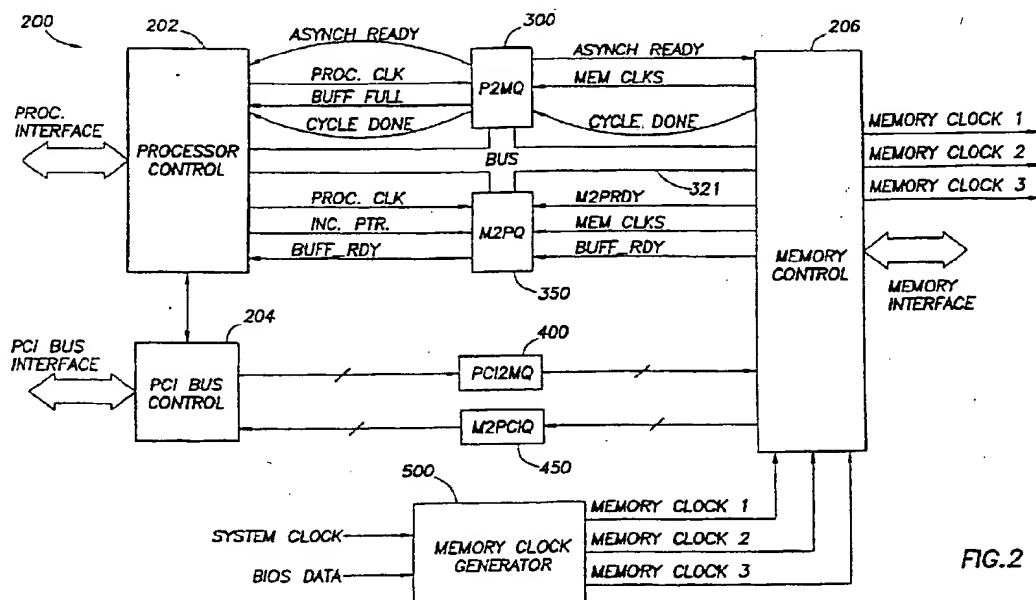 200
202
300
206
ASYNCH READY
ASYNCH READY
PROC. CLK
P2MQ
MEM CLKS
BUFF FULL
CYCLE DONE
CYCLE DONE
PROC.
INTERFACE
PROCESSOR
CONTROL
BUS
321
MEMORY CLOCK 1
MEMORY CLOCK 2
MEMORY CLOCK 3
PROC. CLK
M2PRDY
INC. PTR.
M2PQ
MEM CLKS
BUFF_RDY
BUFF_RDY
350
MEMORY
CONTROL
MEMORY
INTERFACE
204
PCI BUS
INTERFACE
PCI BUS
CONTROL
400
PCI2MQ
M2PCIQ
450
500
SYSTEM CLOCK
BIOS DATA
MEMORY CLOCK
GENERATOR
MEMORY CLOCK 1
MEMORY CLOCK 2
MEMORY CLOCK 3
FIG.2